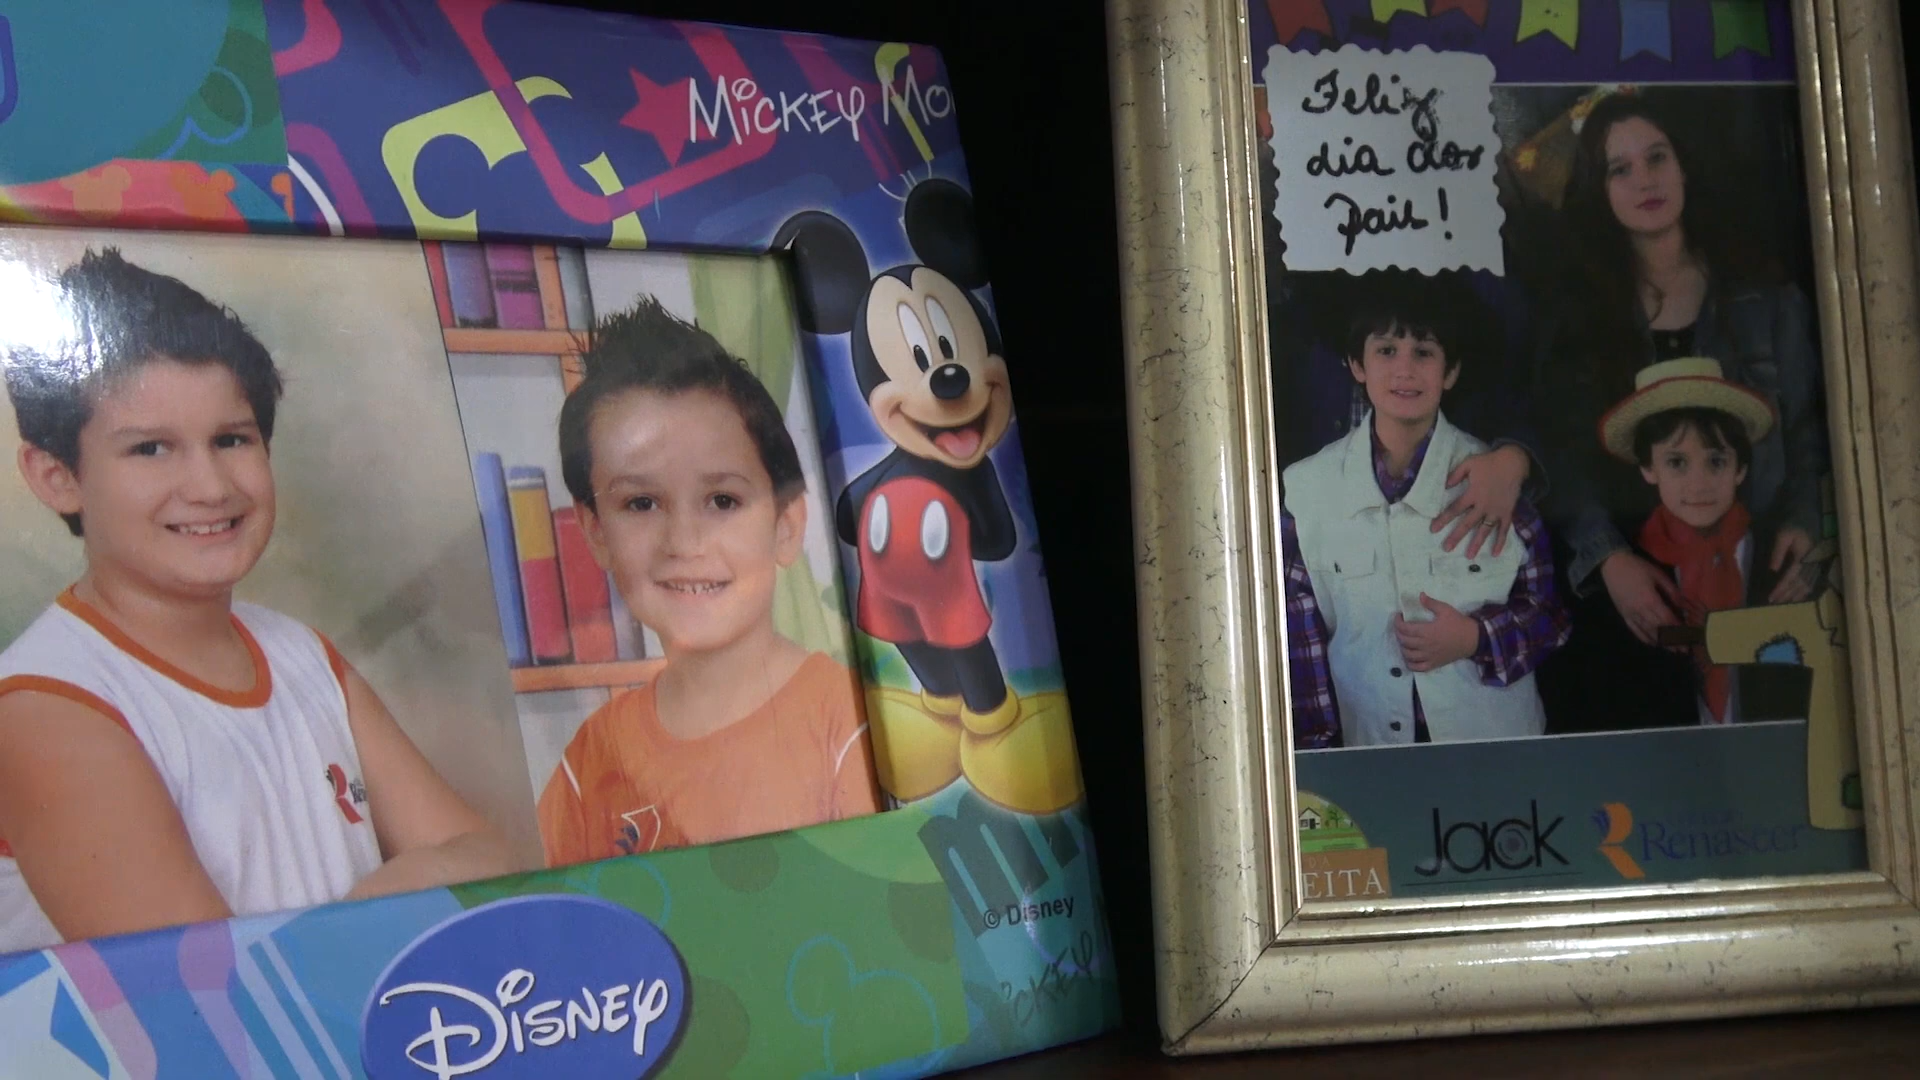 Mickey Mo
© Disney
Disney
Feliz
dia dos
Pais!
EITA
Jack
Renascer